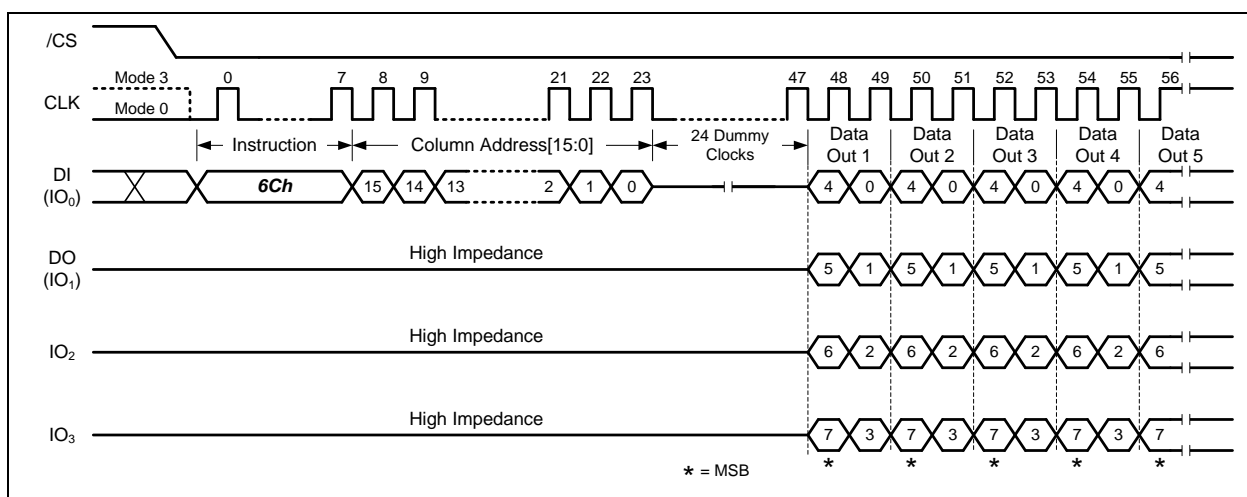 /CS
Mode 3 0 7 8 9 21 22 23 47 48 49 50 51 52 53 54 55 56
CLK
Mode 0
Instruction Column Address[15:0] 24 Dummy Clocks Data Out 1 Data Out 2 Data Out 3 Data Out 4 Data Out 5
DI (IO0) 6Ch 15 14 13 2 1 0 4 0 4 0 4 0 4 0 4
High Impedance
DO (IO1) 5 1 5 1 5 1 5 1 5
High Impedance
IO2 6 2 6 2 6 2 6 2 6
High Impedance
IO3 7 3 7 3 7 3 7 3 7
* * * * *
* = MSB